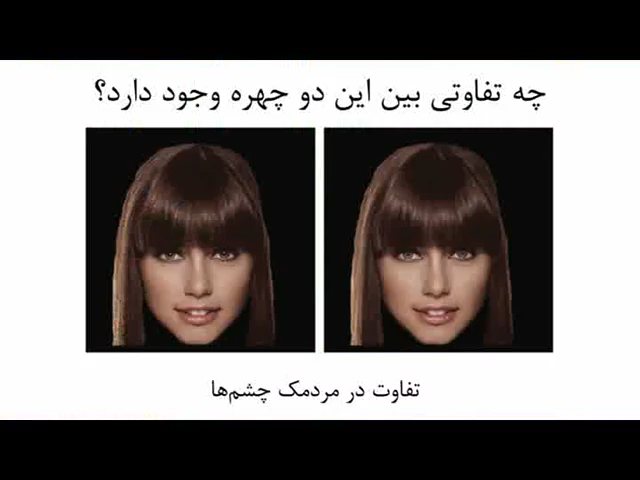 چه تفاوتی بین این دو چهره وجود دارد؟
تفاوت در مردمک چشم‌ها